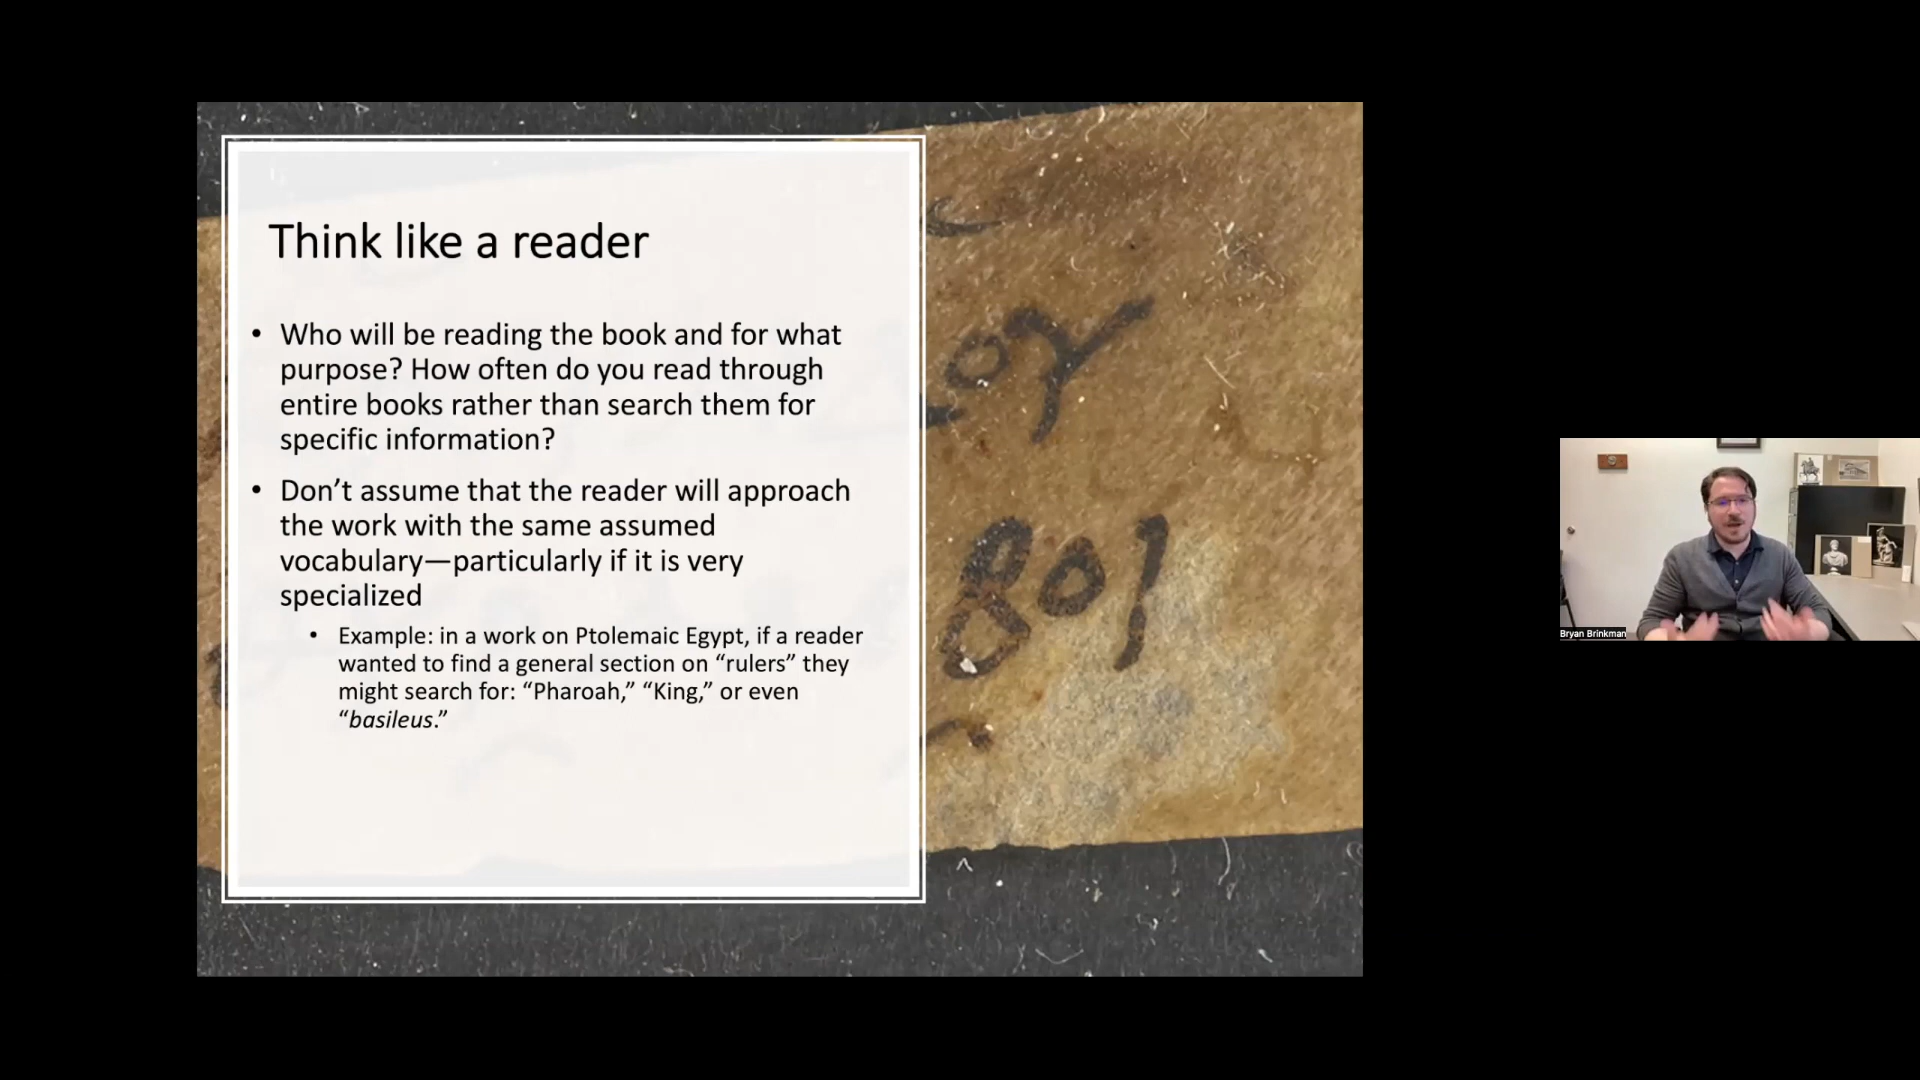 Think like a reader
• Who will be reading the book and for what
purpose? How often do you read through
entire books rather than search them for
specific information?
• Don’t assume that the reader will approach
the work with the same assumed
vocabulary—particularly if it is very
specialized
• Example: in a work on Ptolemaic Egypt, if a reader
wanted to find a general section on “rulers” they
might search for: “Pharoah,” “King,” or even
“basileus.”
Bryan Brinkman